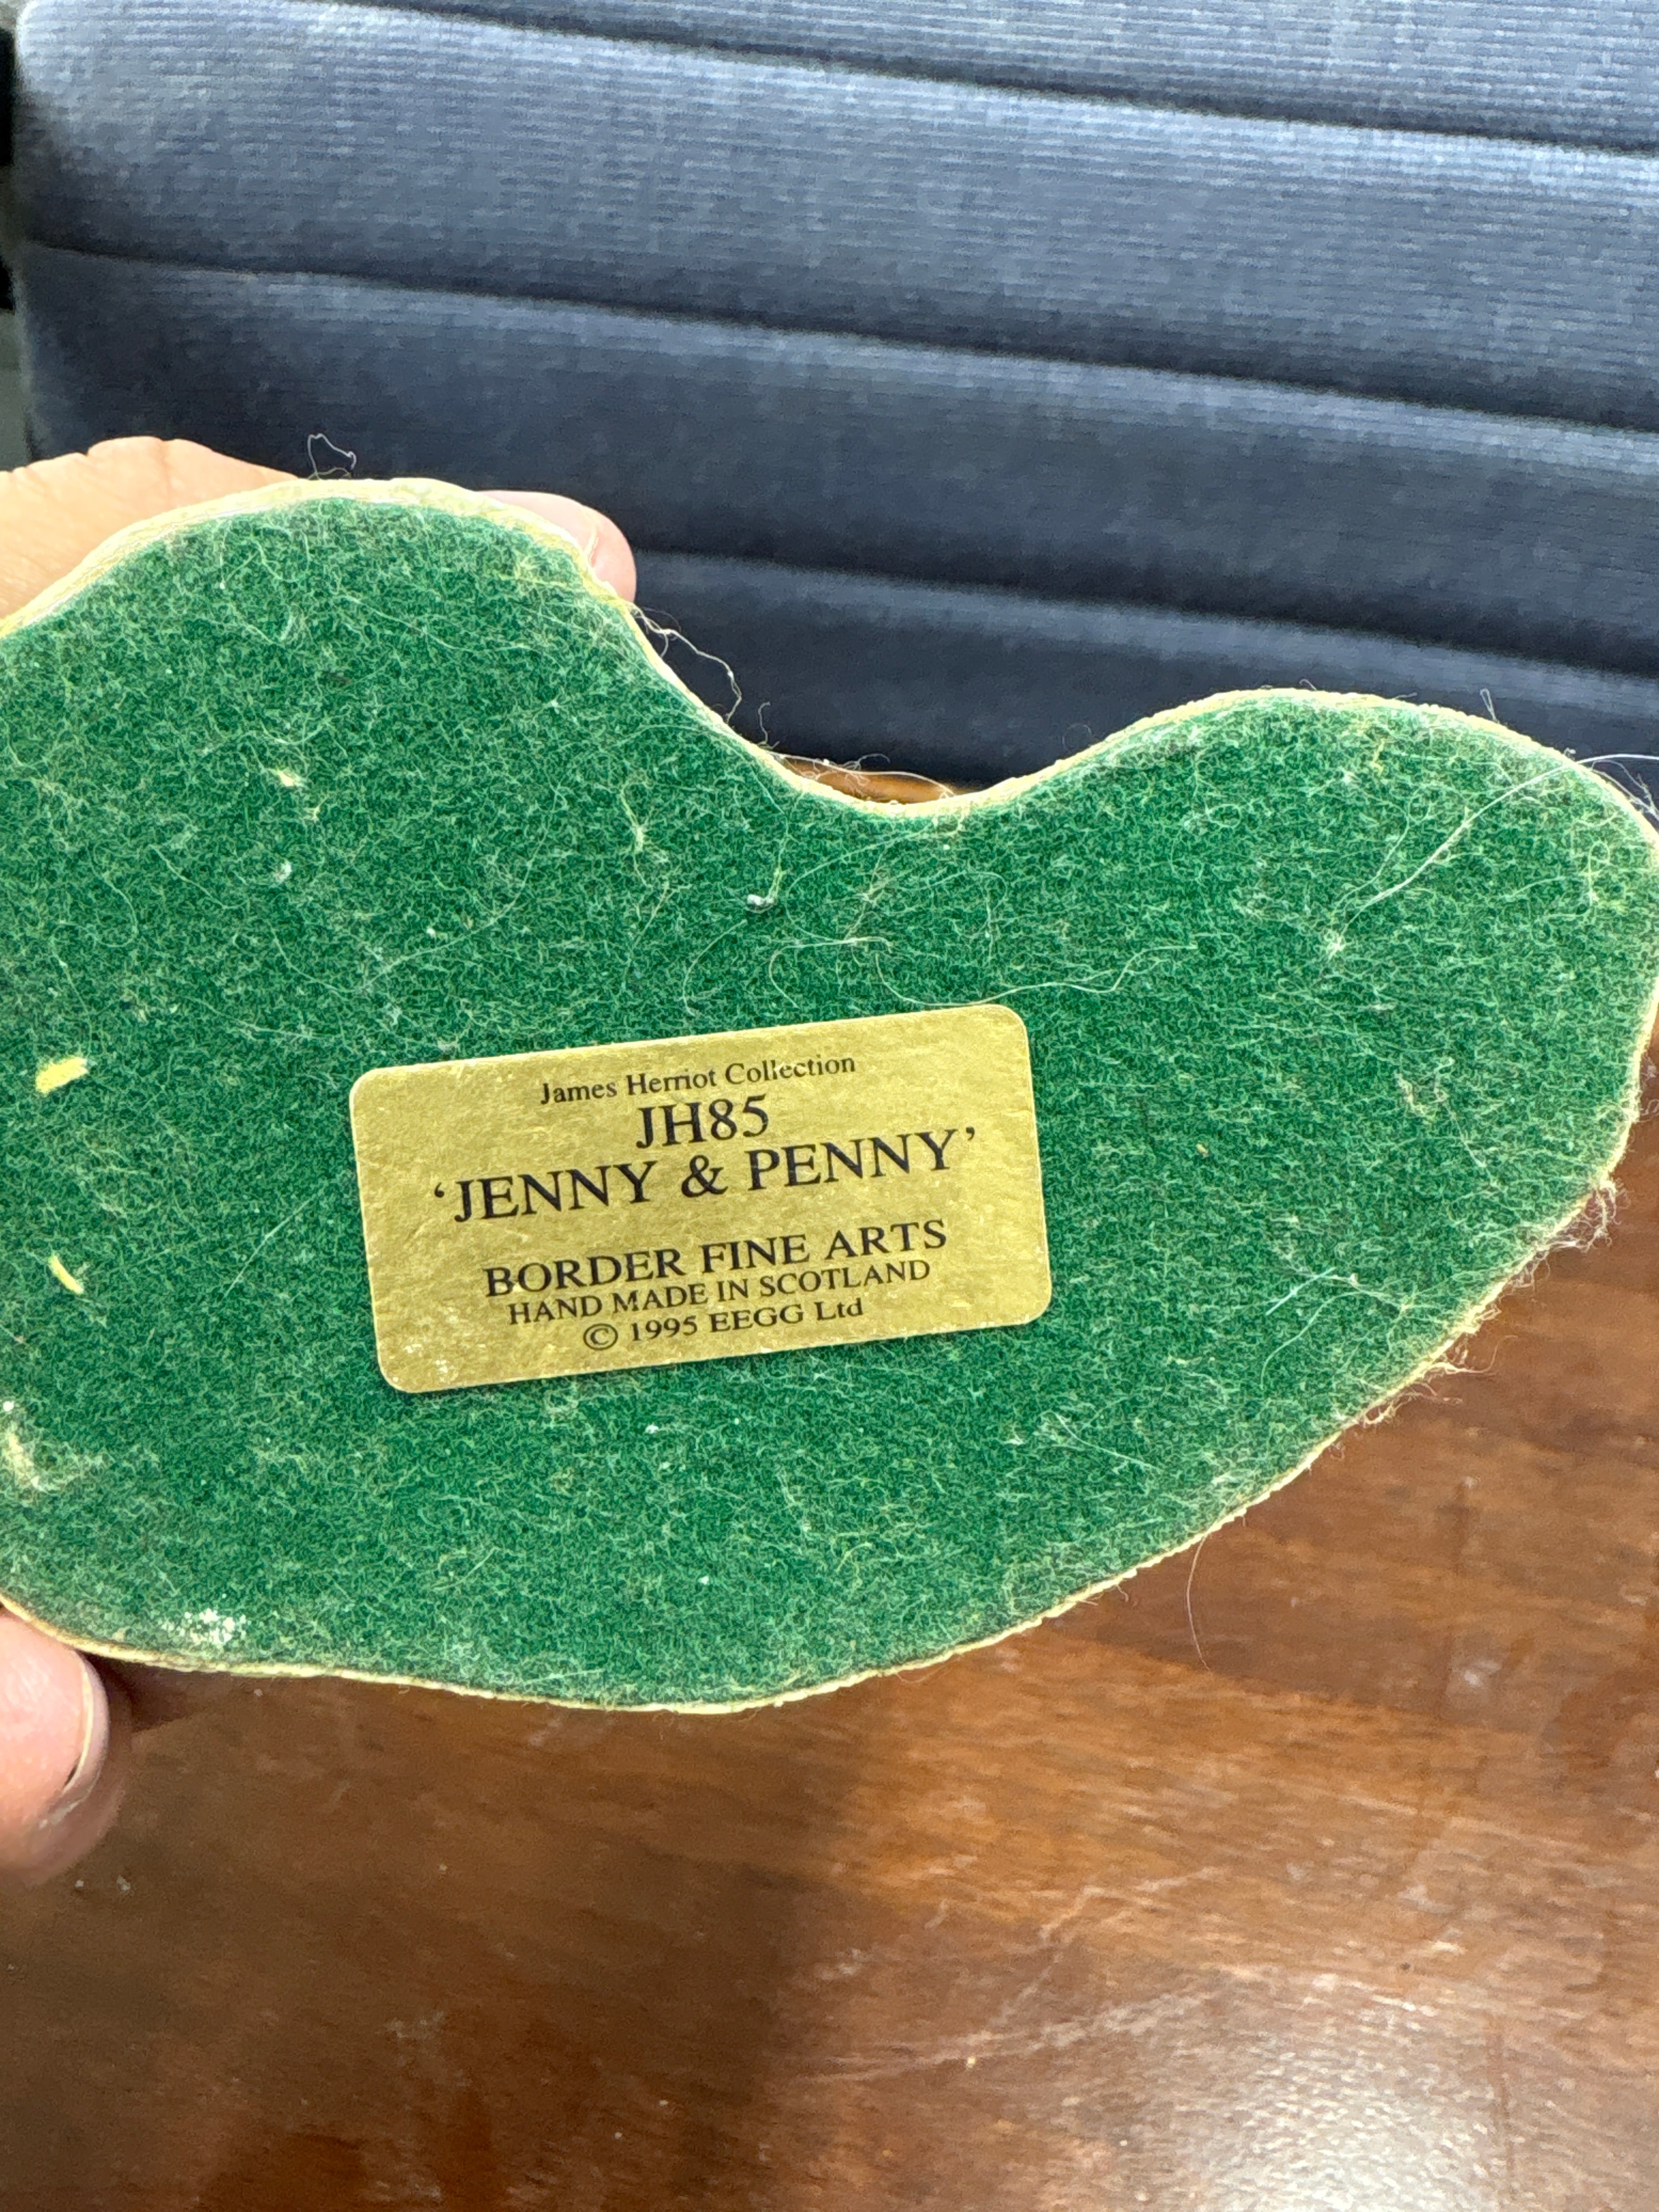 James Herriot Collection
JH85
‘JENNY & PENNY’
BORDER FINE ARTS
HAND MADE IN SCOTLAND
© 1995 EEGG Ltd